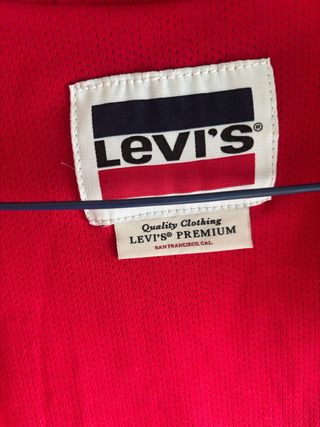 LEVI'S®
Quality Clothing
LEVI'S® PREMIUM
SAN FRANCISCO, CAL.